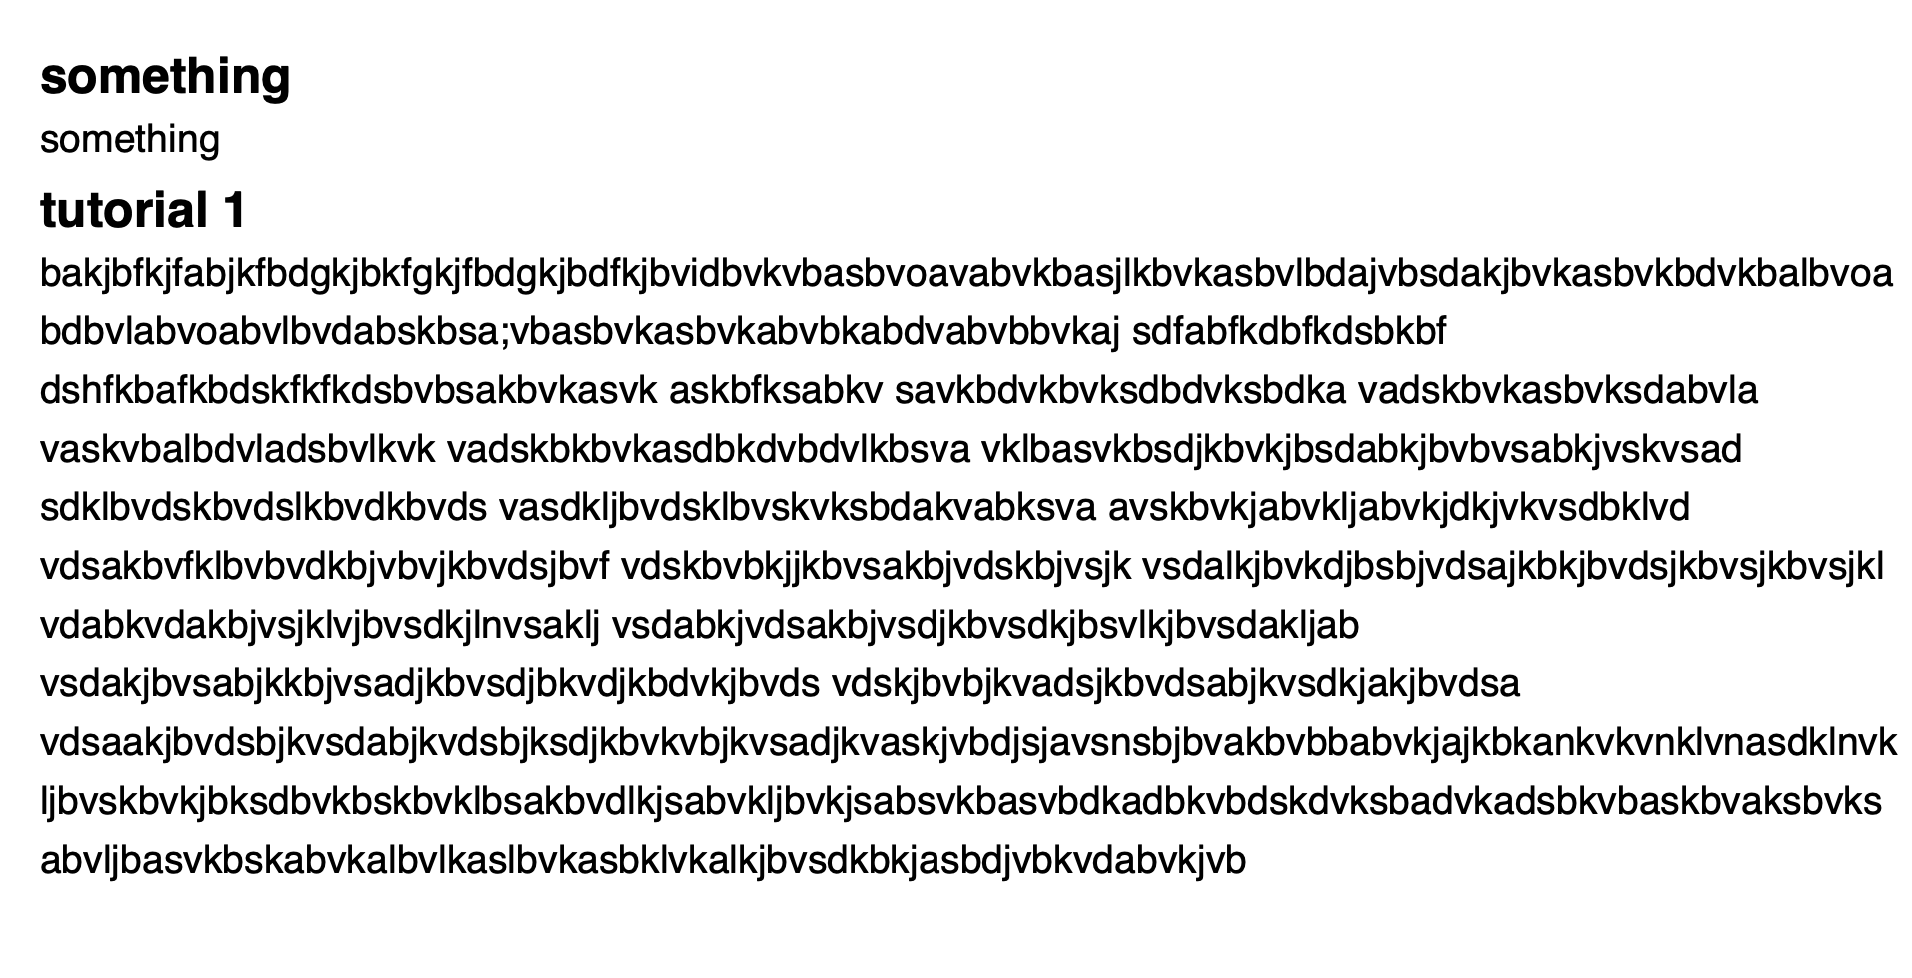 something
something
tutorial 1
bakjbfkjfabjkfbdgkjbkfgkjfbdgkjbdfkjbvidbvkvbasbvoavabvkbasjlkbvkasbvlbdajvbsdakjbvkasbvkbdvkbalbvoa
bdbvlabvoabvlbvdabskbsa;vbasbvkasbvkabvbkabdvabvbbvkaj sdfabfkdbfkdsbkbf
dshfkbafkbdskfkfkdsbvbsakbvkasvk askbfksabkv savkbdvkbvksdbdvksbdka vadskbvkasbvksdabvla
vaskvbalbdvladsbvlkvk vadskbkbvkasdbkdvbdvlkbsva vklbasvkbsdjkbvkjbsdabkjbvbvsabkjvskvsad
sdklbvdskbvdslkbvdkbvds vasdkljbvdsklbvskvksbdakvabksva avskbvkjabvkljabvkjdkjvkvsdbklvd
vdsakbvfklbvbvdkbjvbvjkbvdsjbvf vdskbvbkjjkbvsakbjvdskbjvsjk vsdalkjbvkdjbsbjvdsajkbkjbvdsjkbvsjkbvsjkl
vdabkvdakbjvsjklvjbvsdkjlnvsaklj vsdabkjvdsakbjvsdjkbvsdkjbsvlkjbvsdakljab
vsdakjbvsabjkkbjvsadjkbvsdjbkvdjkbdvkjbvds vdskjbvbjkvadsjkbvdsabjkvsdkjakjbvdsa
vdsaakjbvdsbjkvsdabjkvdsbjksdjkbvkvbjkvsadjkvaskjvbdjsjavsnsbjbvakbvbbabvkjajkbkankvkvnklvnasdklnvk
ljbvskbvkjbksdbvkbskbvklbsakbvdlkjsabvkljbvkjsabsvkbasvbdkadbkvbdskdvksbadvkadsbkvbaskbvaksbvks
abvljbasvkbskabvkalbvlkaslbvkasbklvkalkjbvsdkbkjasbdjvbkvdabvkjvb